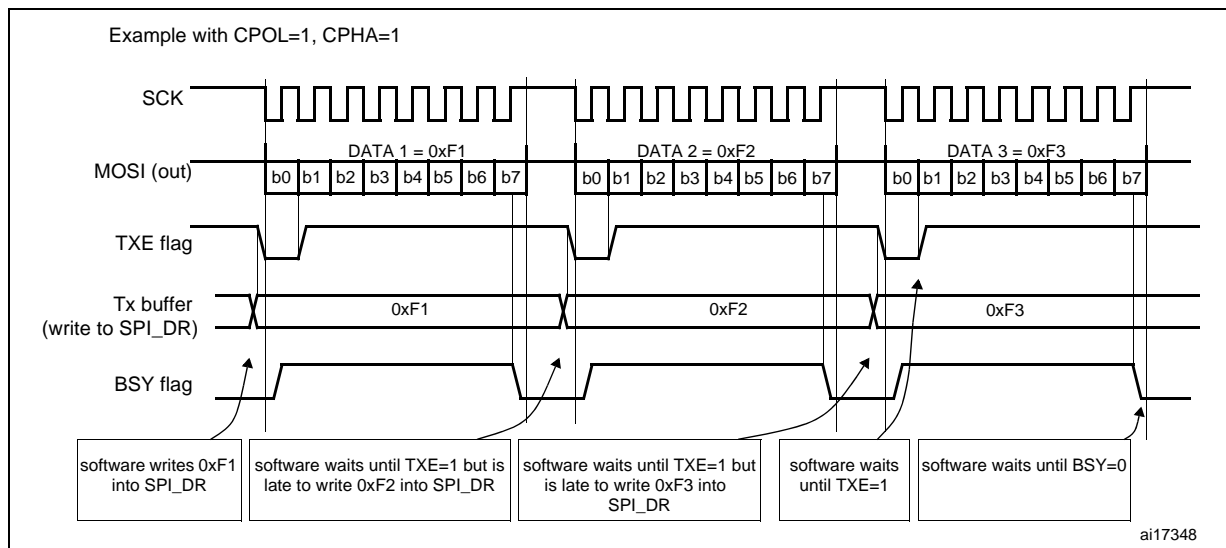 Example with CPOL=1, CPHA=1
SCK
DATA 1 = 0xF1
DATA 2 = 0xF2
DATA 3 = 0xF3
MOSI (out)
b0 b1 b2 b3 b4 b5 b6 b7
b0 b1 b2 b3 b4 b5 b6 b7
b0 b1 b2 b3 b4 b5 b6 b7
TXE flag
Tx buffer
(write to SPI_DR)
0xF1
0xF2
0xF3
BSY flag
software writes 0xF1
into SPI_DR
software waits until TXE=1 but is
late to write 0xF2 into SPI_DR
software waits until TXE=1 but
is late to write 0xF3 into
SPI_DR
software waits
until TXE=1
software waits until BSY=0
ai17348